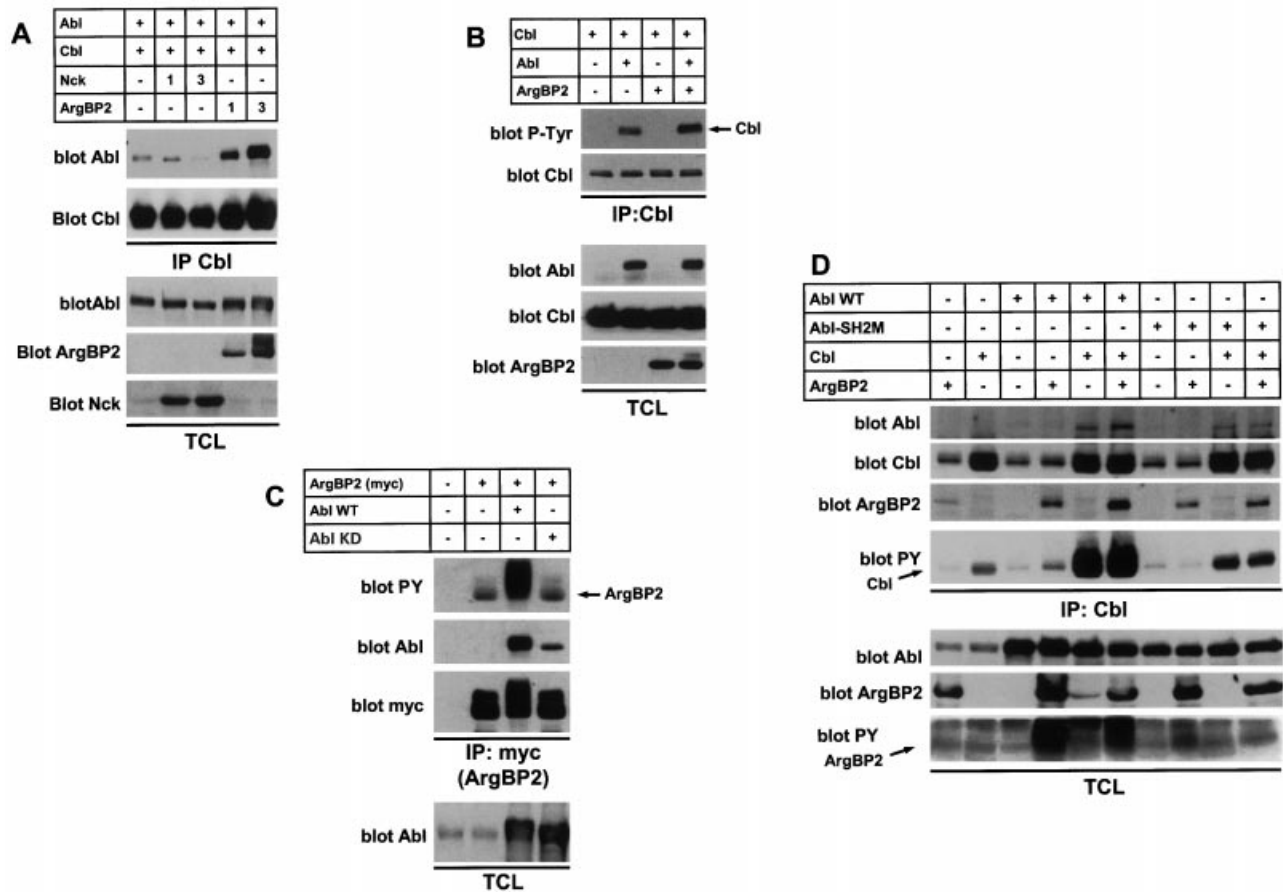 A
Abl + + + + +
Cbl + + + + +
Nck - 1 3 - -
ArgBP2 - - - 1 3
blot Abl
Blot Cbl
IP Cbl
blotAbl
Blot ArgBP2
Blot Nck
TCL
B
Cbl + + + +
Abl - + - +
ArgBP2 - - + +
blot P-Tyr
Cbl
blot Cbl
IP:Cbl
blot Abl
blot Cbl
blot ArgBP2
TCL
C
ArgBP2 (myc) - + + +
Abl WT - - + -
Abl KD - - - +
blot PY
ArgBP2
blot Abl
blot myc
IP: myc
(ArgBP2)
blot Abl
TCL
D
Abl WT - - + + + + - - - -
Abl-SH2M - - - - - - + + + +
Cbl - + - - + + - - + +
ArgBP2 + - - + - + - + - +
blot Abl
blot Cbl
blot ArgBP2
blot PY
Cbl
IP: Cbl
blot Abl
blot ArgBP2
blot PY
ArgBP2
TCL